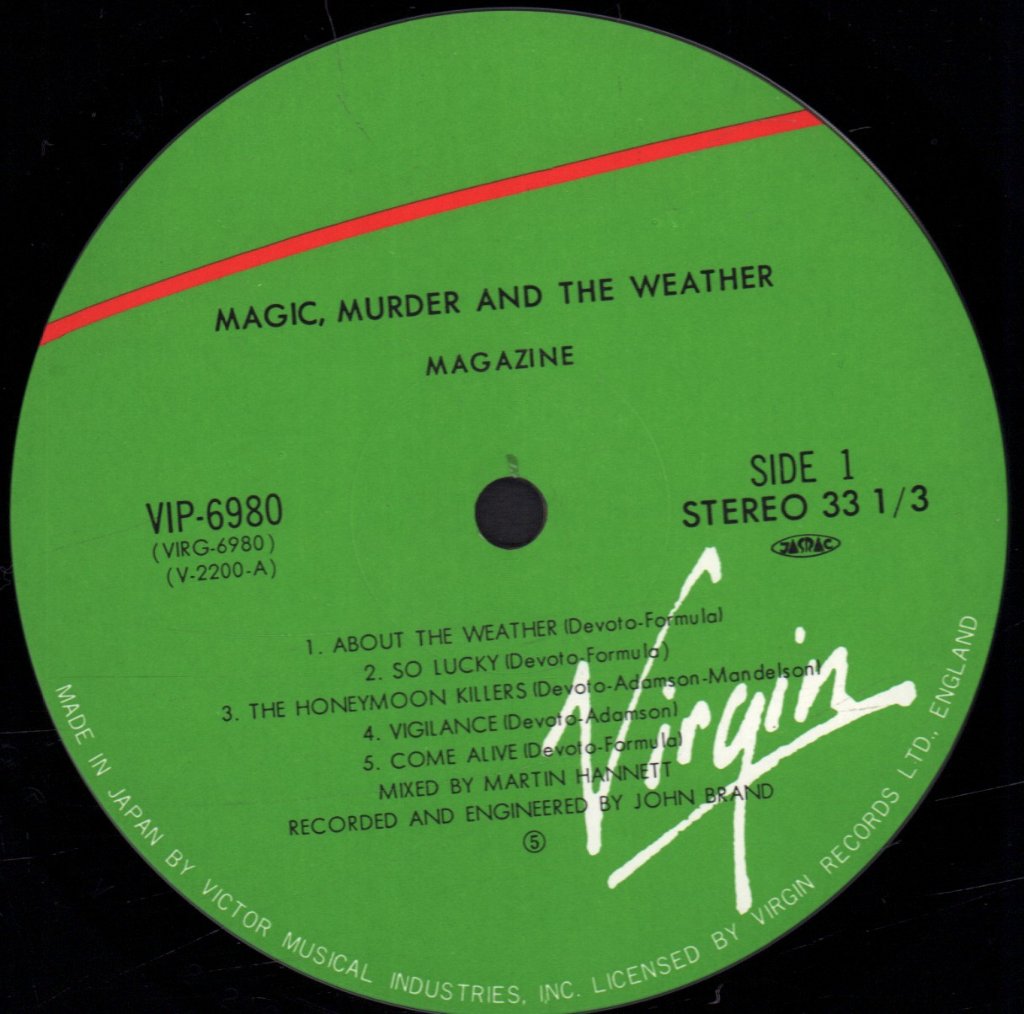 MAGIC, MURDER AND THE WEATHER
MAGAZINE
VIP-6980
(VIRG-6980)
(V-2200-A)
SIDE 1
STEREO 33 1/3
JASRAC
1. ABOUT THE WEATHER (Devoto-Formula)
2. SO LUCKY (Devoto-Formula)
3. THE HONEYMOON KILLERS (Devoto-Adamson-Mandelson)
4. VIGILANCE (Devoto-Adamson)
5. COME ALIVE (Devoto-Formula)
MIXED BY MARTIN HANNETT
RECORDED AND ENGINEERED BY JOHN BRAND
⑤
Virgin
MADE IN JAPAN BY VICTOR MUSICAL INDUSTRIES, INC. LICENSED BY VIRGIN RECORDS LTD., ENGLAND